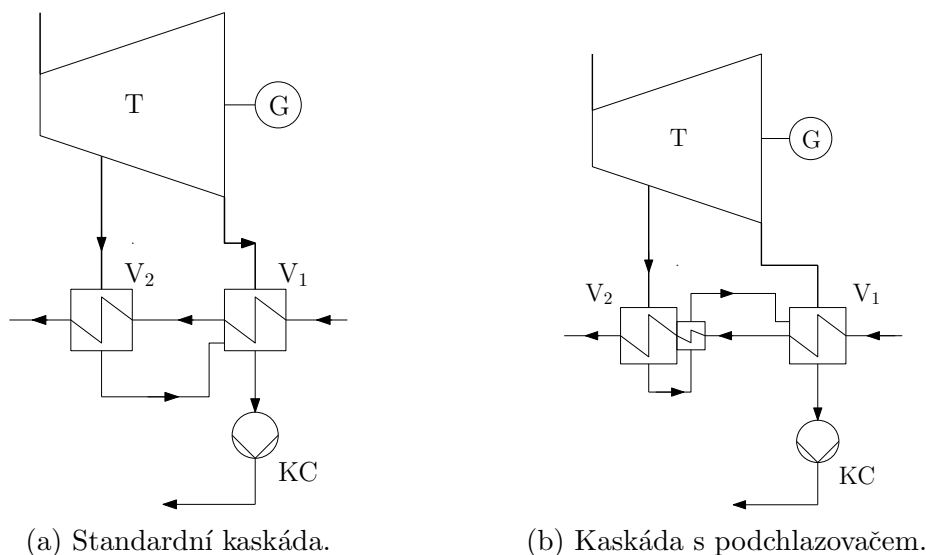 T
G
V₂
V₁
KC
(a) Standardní kaskáda.
T
G
V₂
V₁
KC
(b) Kaskáda s podchlazovačem.